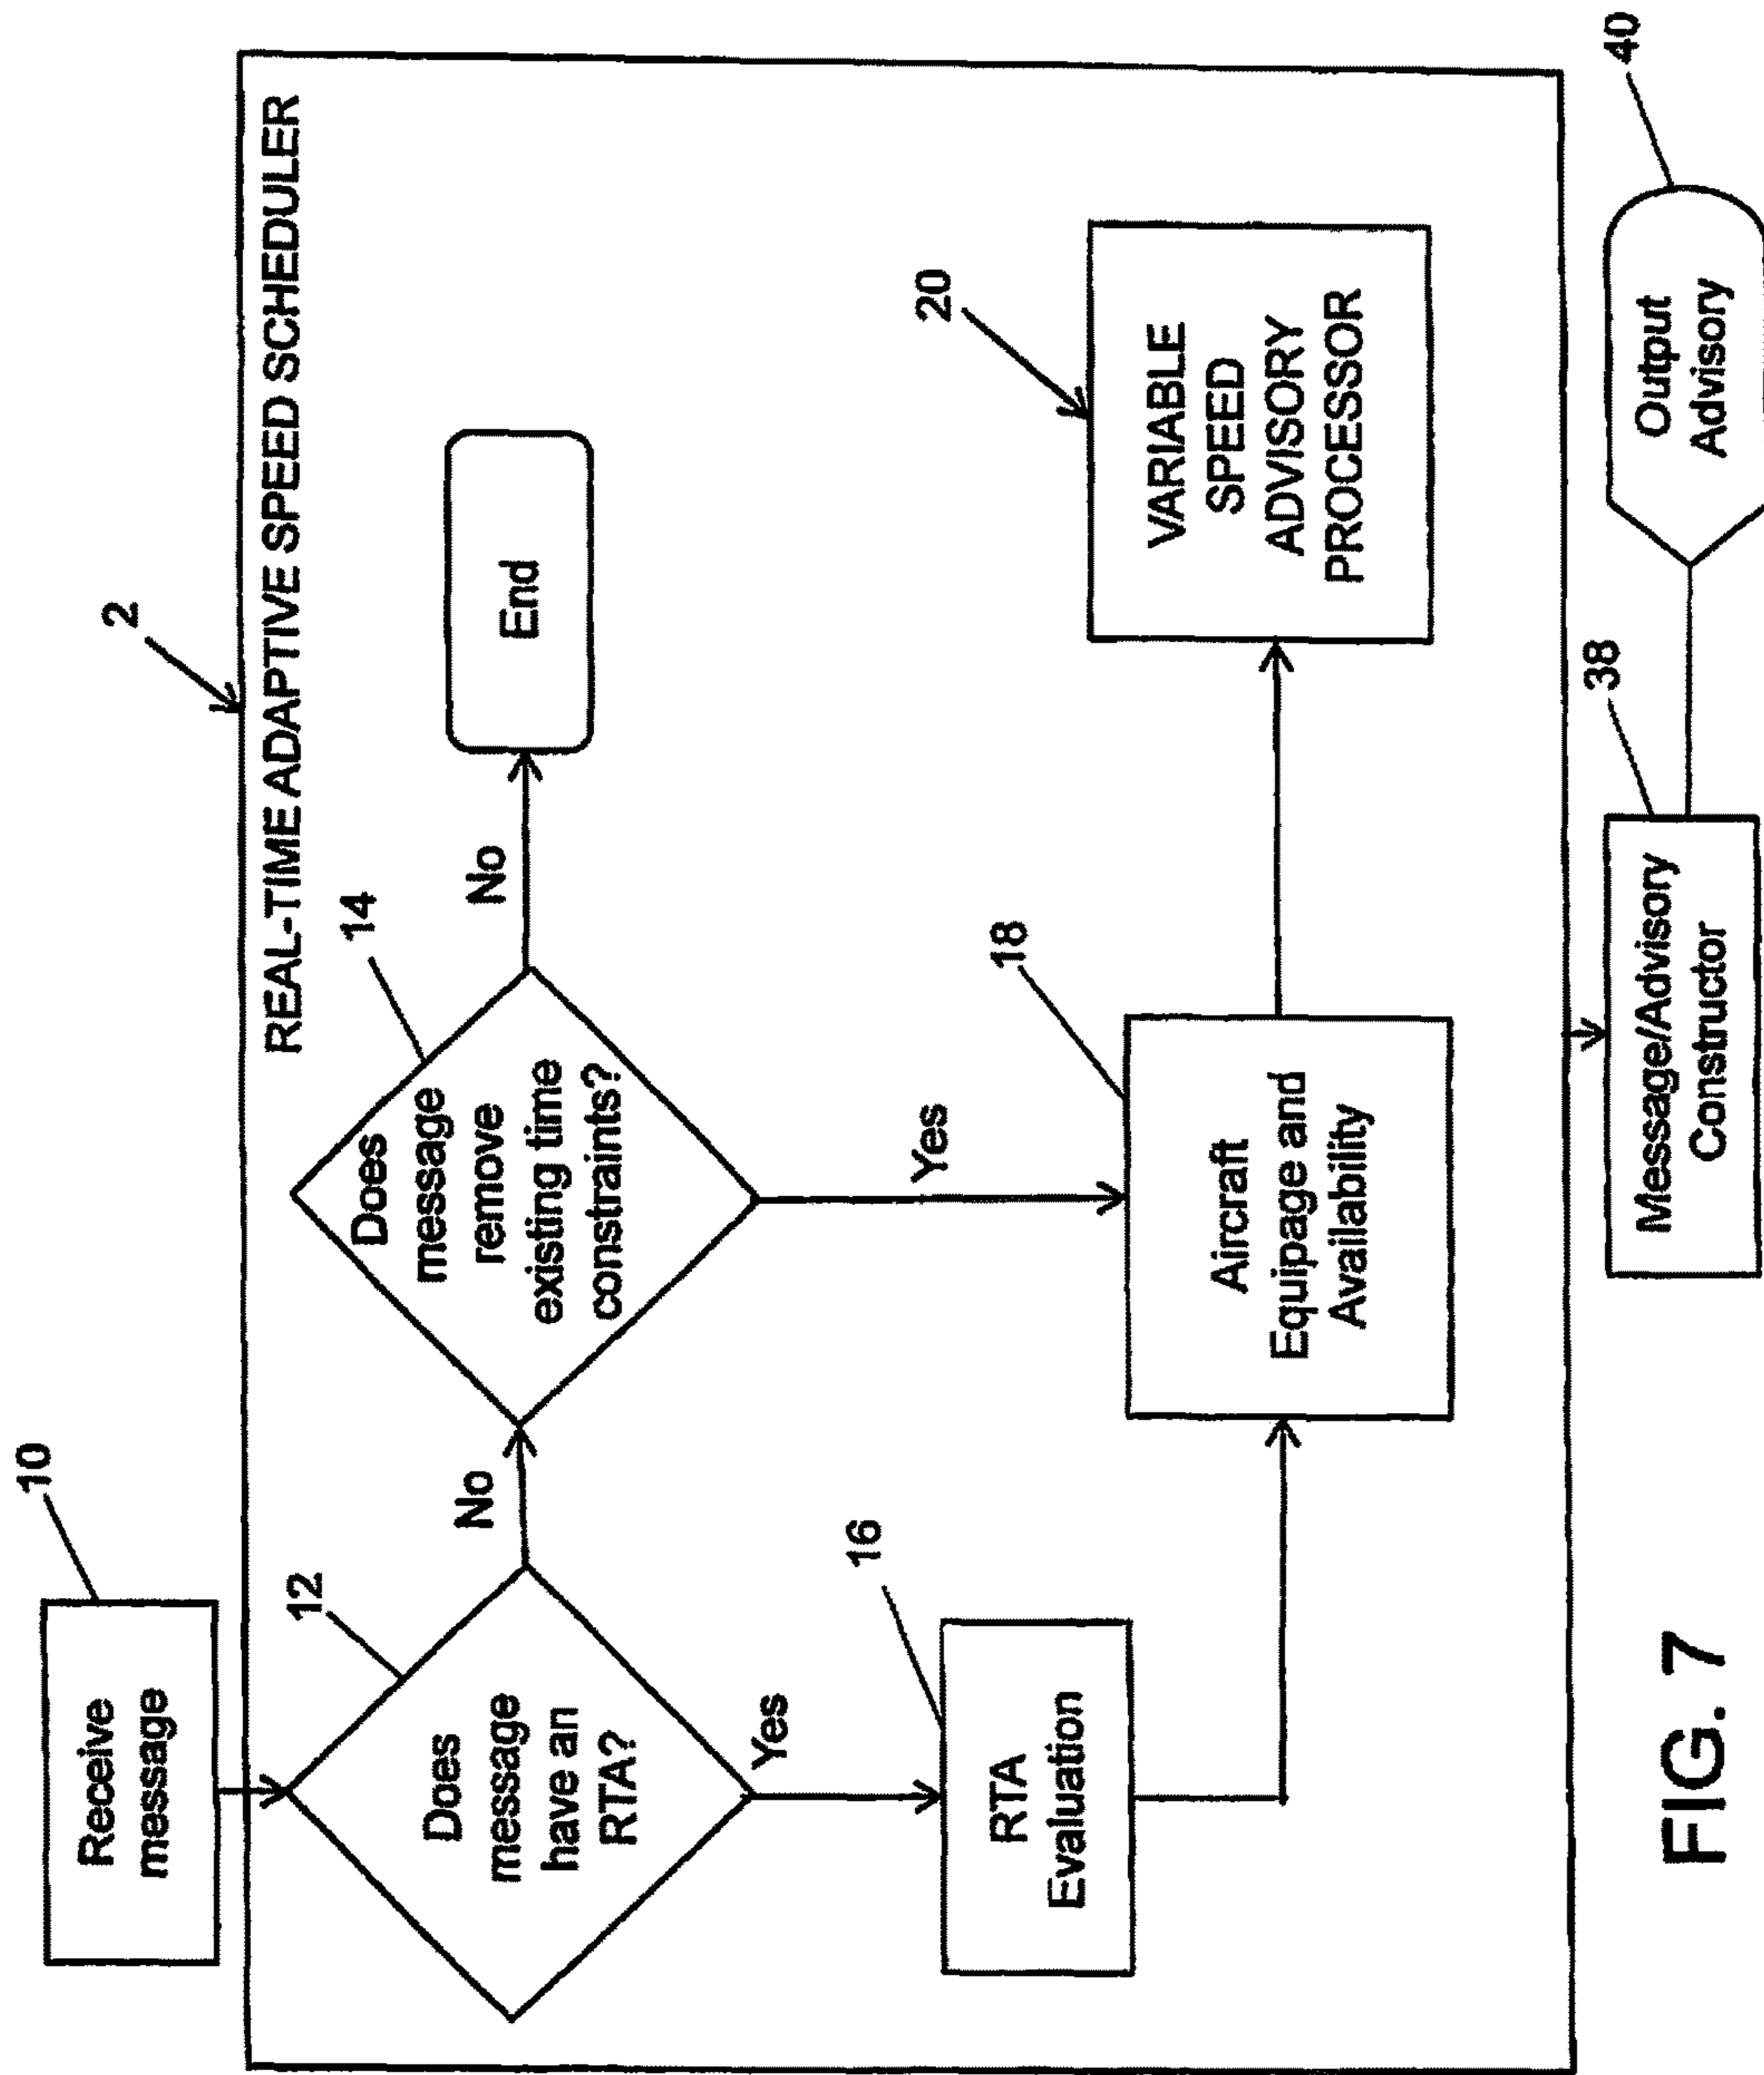 10
Receive
message
2
REAL-TIME ADAPTIVE SPEED SCHEDULER
12
Does
message
have an
RTA?
No
14
Does
message
remove
existing time
constraints?
No
End
Yes
16
RTA
Evaluation
Yes
18
Aircraft
Equipage and
Availability
20
VARIABLE
SPEED
ADVISORY
PROCESSOR
38
Message/Advisory
Constructor
40
Output
Advisory
FIG. 7